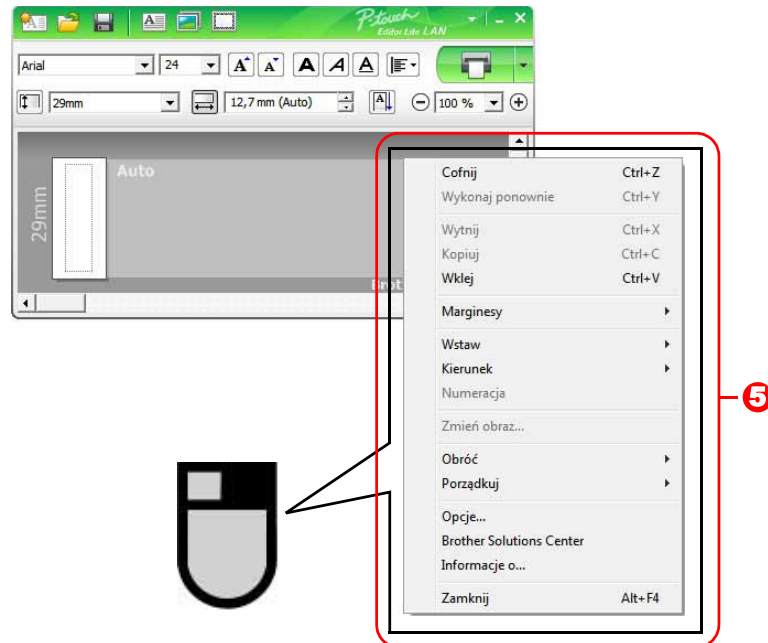 P-touch
Editor Lite LAN
Arial 24 A A A A A
29mm 12,7 mm (Auto) A 100 %
Auto
29mm
Cofnij Ctrl+Z
Wykonaj ponownie Ctrl+Y
Wytnij Ctrl+X
Kopiuj Ctrl+C
Wklej Ctrl+V
Marginesy
Wstaw
Kierunek
Numeracja
Zmień obraz...
Obróć
Porządkuj
Opcje...
Brother Solutions Center
Informacje o...
Zamknij Alt+F4
5